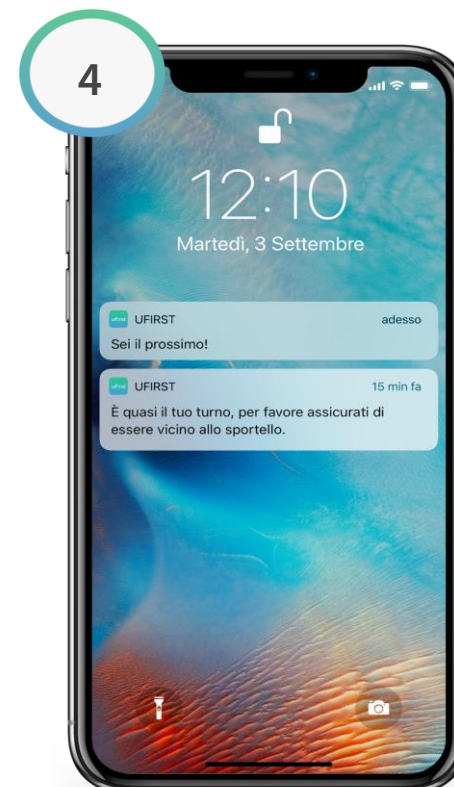 4
12:10
Martedì, 3 Settembre
UFIRST adesso
Sei il prossimo!
UFIRST 15 min fa
È quasi il tuo turno, per favore assicurati di
essere vicino allo sportello.